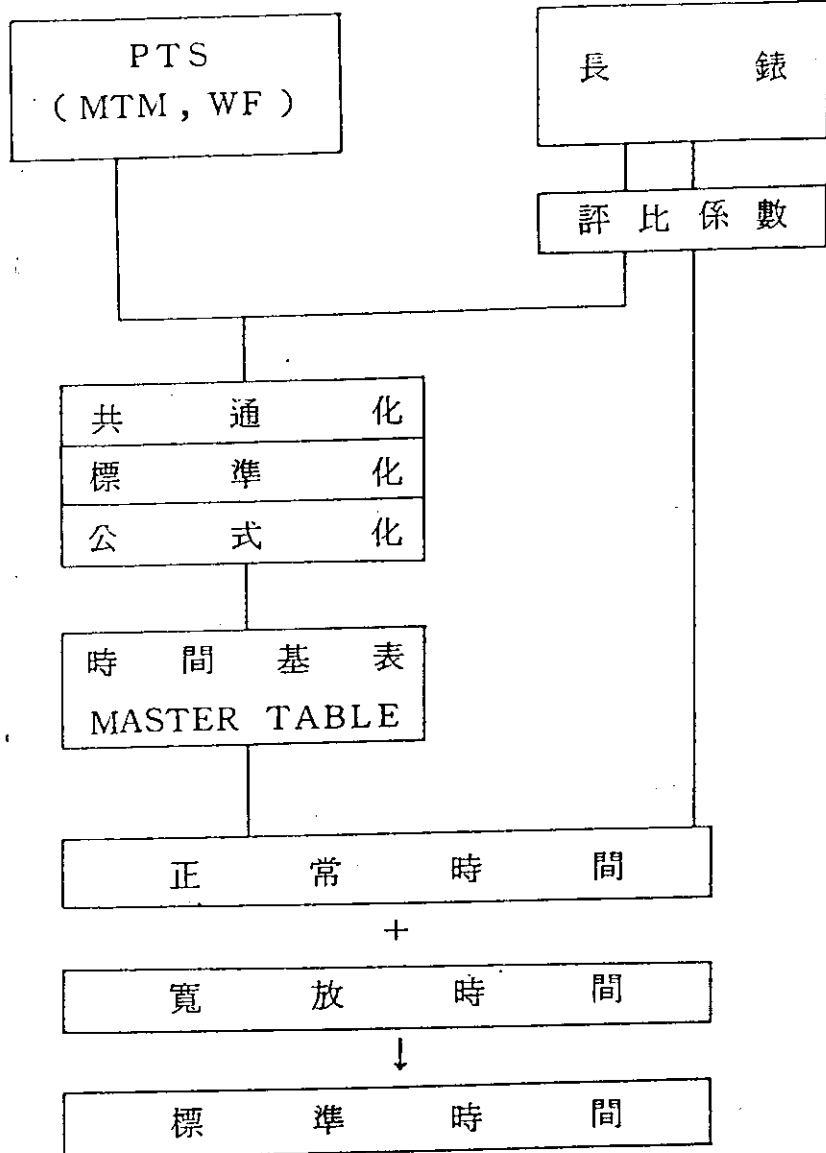 PTS
(MTM, WF)
長錶
評比係數
共通化
標準化
公式化
時間基表
MASTER TABLE
正常時間
+
寬放時間
↓
標準時間